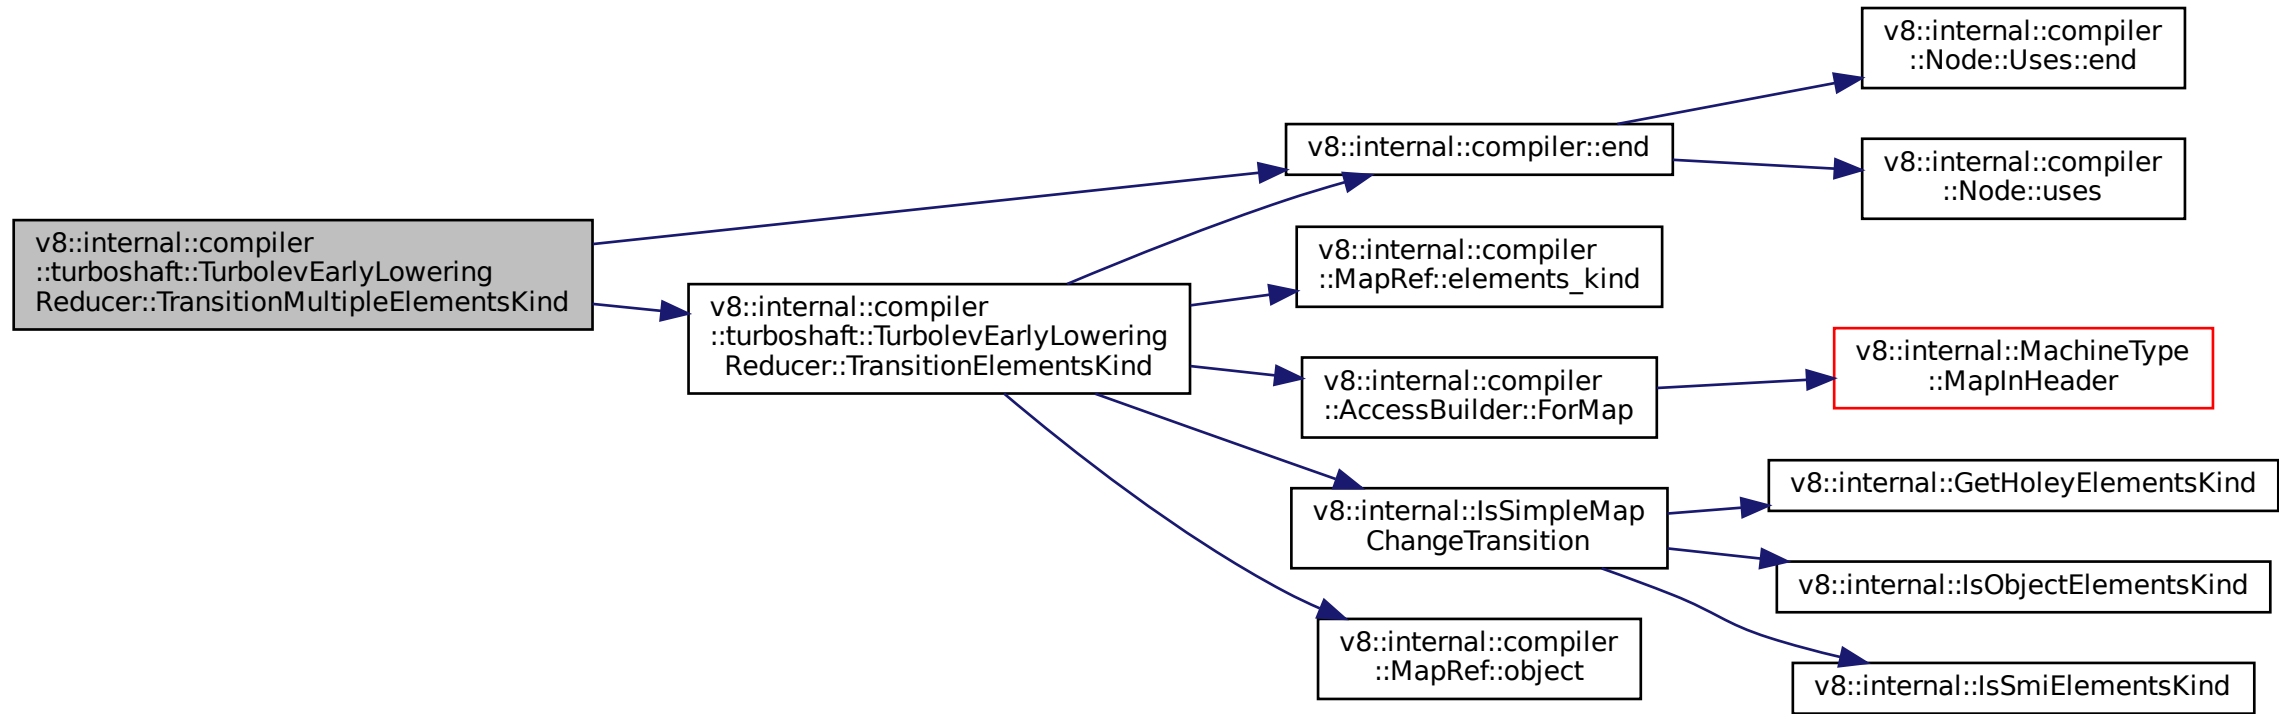 v8::internal::compiler
::turboshaft::TurbolevEarlyLowering
Reducer::TransitionMultipleElementsKind
v8::internal::compiler
::turboshaft::TurbolevEarlyLowering
Reducer::TransitionElementsKind
v8::internal::compiler::end
v8::internal::compiler
::MapRef::elements_kind
v8::internal::compiler
::AccessBuilder::ForMap
v8::internal::IsSimpleMap
ChangeTransition
v8::internal::compiler
::MapRef::object
v8::internal::compiler
::Node::Uses::end
v8::internal::compiler
::Node::uses
v8::internal::MachineType
::MapInHeader
v8::internal::GetHoleyElementsKind
v8::internal::IsObjectElementsKind
v8::internal::IsSmiElementsKind